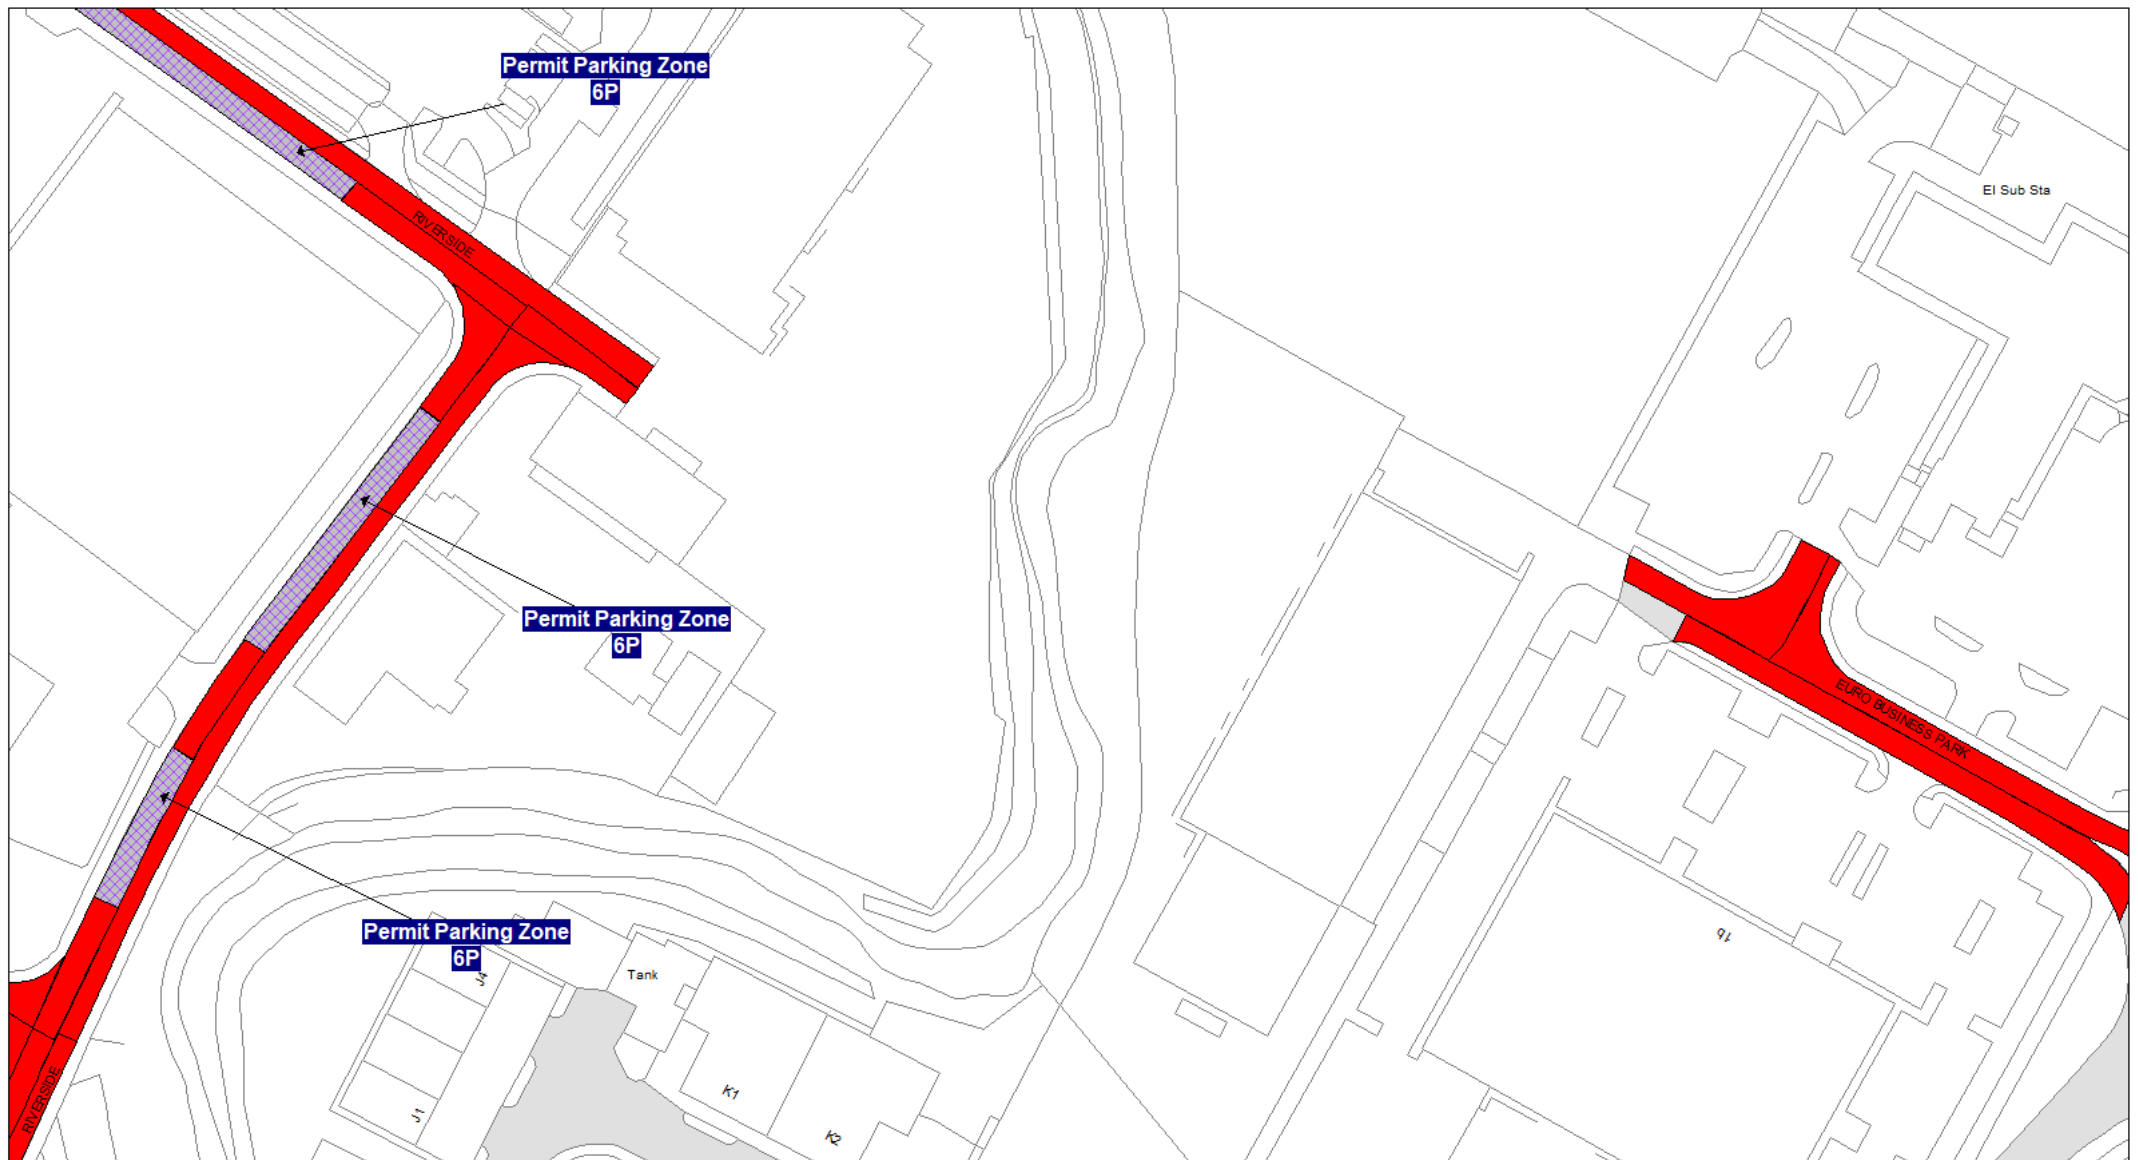 Permit Parking Zone
6P
El Sub Sta
RIVERSIDE
Permit Parking Zone
6P
EURO BUSINESS PARK
Permit Parking Zone
6P
1b
J4
Tank
K1
J1
K2
RIVERSIDE